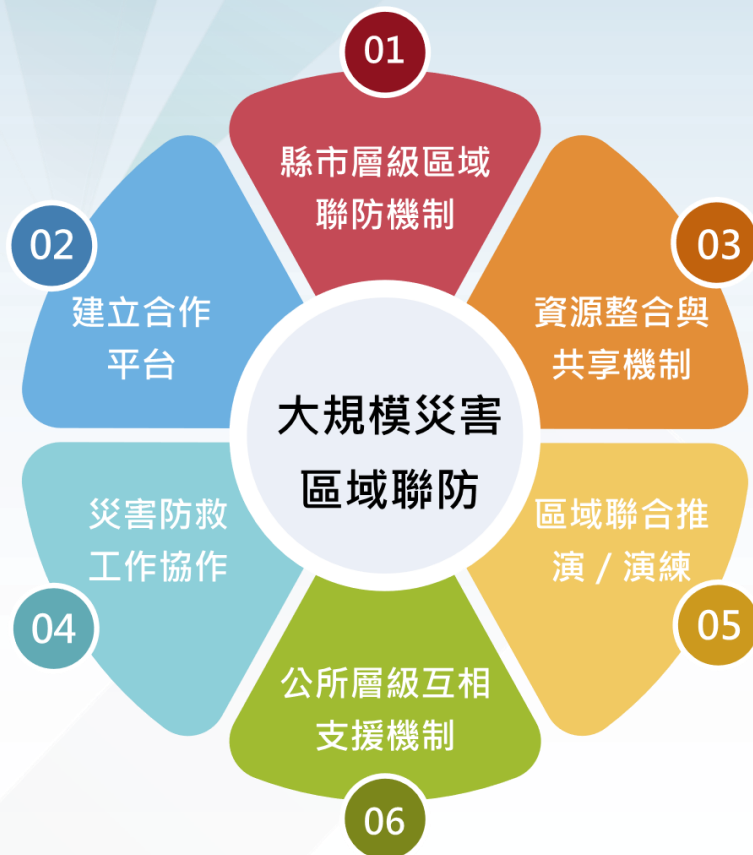 01
縣市層級區域
聯防機制
02
建立合作
平台
03
資源整合與
共享機制
大規模災害
區域聯防
災害防救
工作協作
04
區域聯合推
演 / 演練
05
公所層級互相
支援機制
06